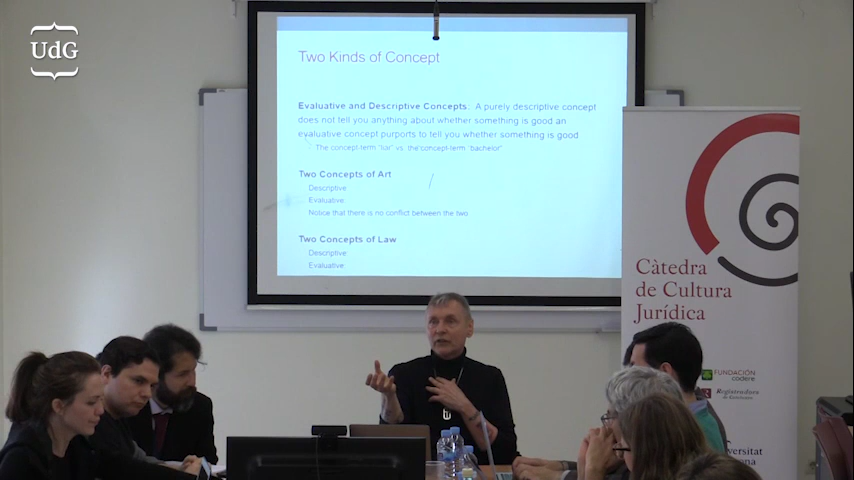 UdG
Two Kinds of Concept
Evaluative and Descriptive Concepts: A purely descriptive concept
does not tell you anything about whether something is good an
evaluative concept purports to tell you whether something is good
The concept-term "liar" vs. the concept-term "bachelor"
Two Concepts of Art
Descriptive
Evaluative
Notice that there is no conflict between the two
Two Concepts of Law
Descriptive
Evaluative
Càtedra
de Cultura
Jurídica
FUNDACIÓN
codere
Registradores